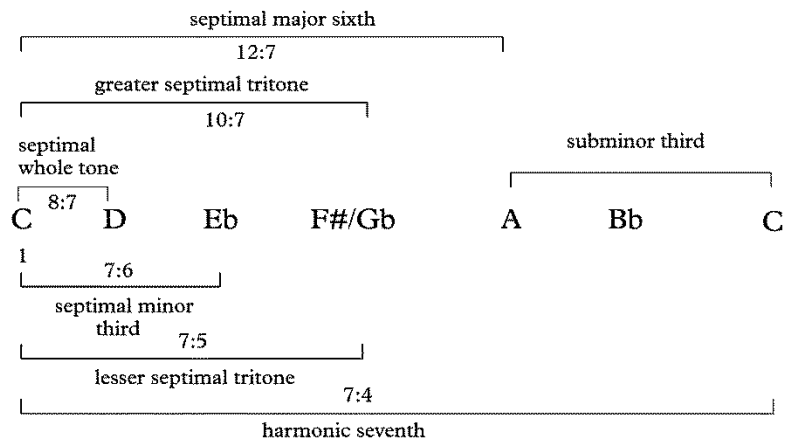 septimal major sixth
12:7
greater septimal tritone
10:7
septimal
whole tone
subminor third
8:7
C D Eb F#/Gb A Bb C
1
7:6
septimal minor
third
7:5
lesser septimal tritone
7:4
harmonic seventh